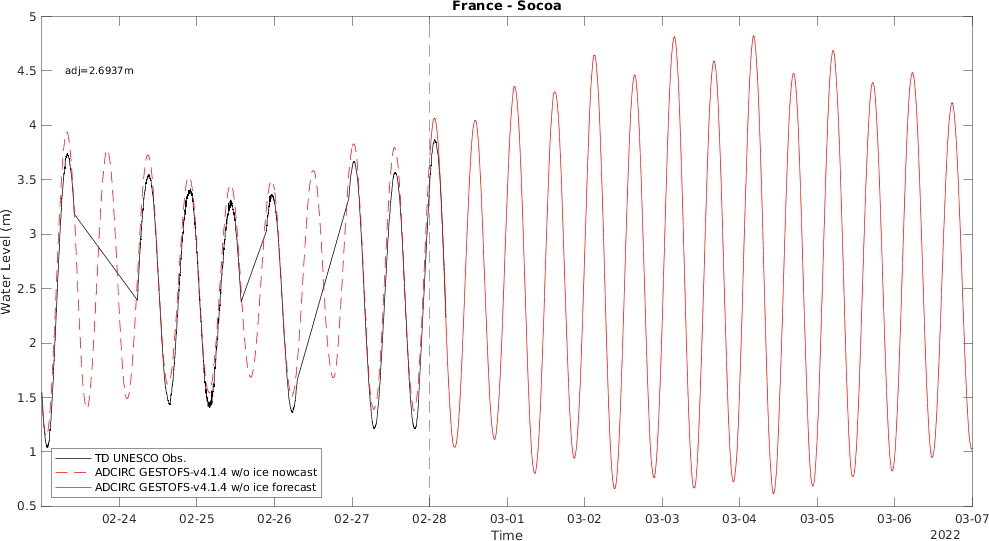 France - Socoa
5
4.5
4
3.5
3
2.5
2
1.5
1
0.5
Water Level (m)
adj=2.6937m
TD UNESCO Obs.
ADCIRC GESTOFS-v4.1.4 w/o ice nowcast
ADCIRC GESTOFS-v4.1.4 w/o ice forecast
02-24 02-25 02-26 02-27 02-28 03-01 03-02 03-03 03-04 03-05 03-06 03-07
Time
2022